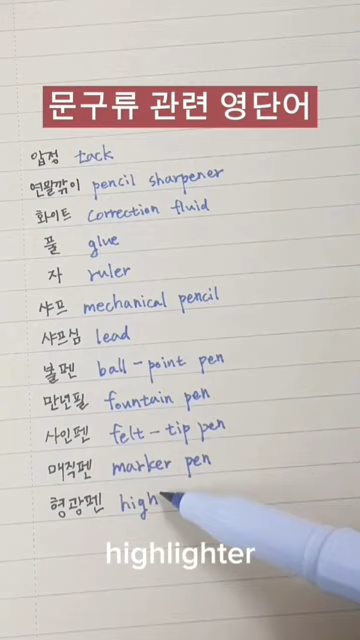 문구류 관련 영단어
압정 tack
연필깎이 pencil sharpener
화이트 correction fluid
풀 glue
자 ruler
샤프 mechanical pencil
샤프심 lead
볼펜 ball-point pen
만년필 fountain pen
사인펜 felt-tip pen
매직펜 marker pen
형광펜 high
highlighter